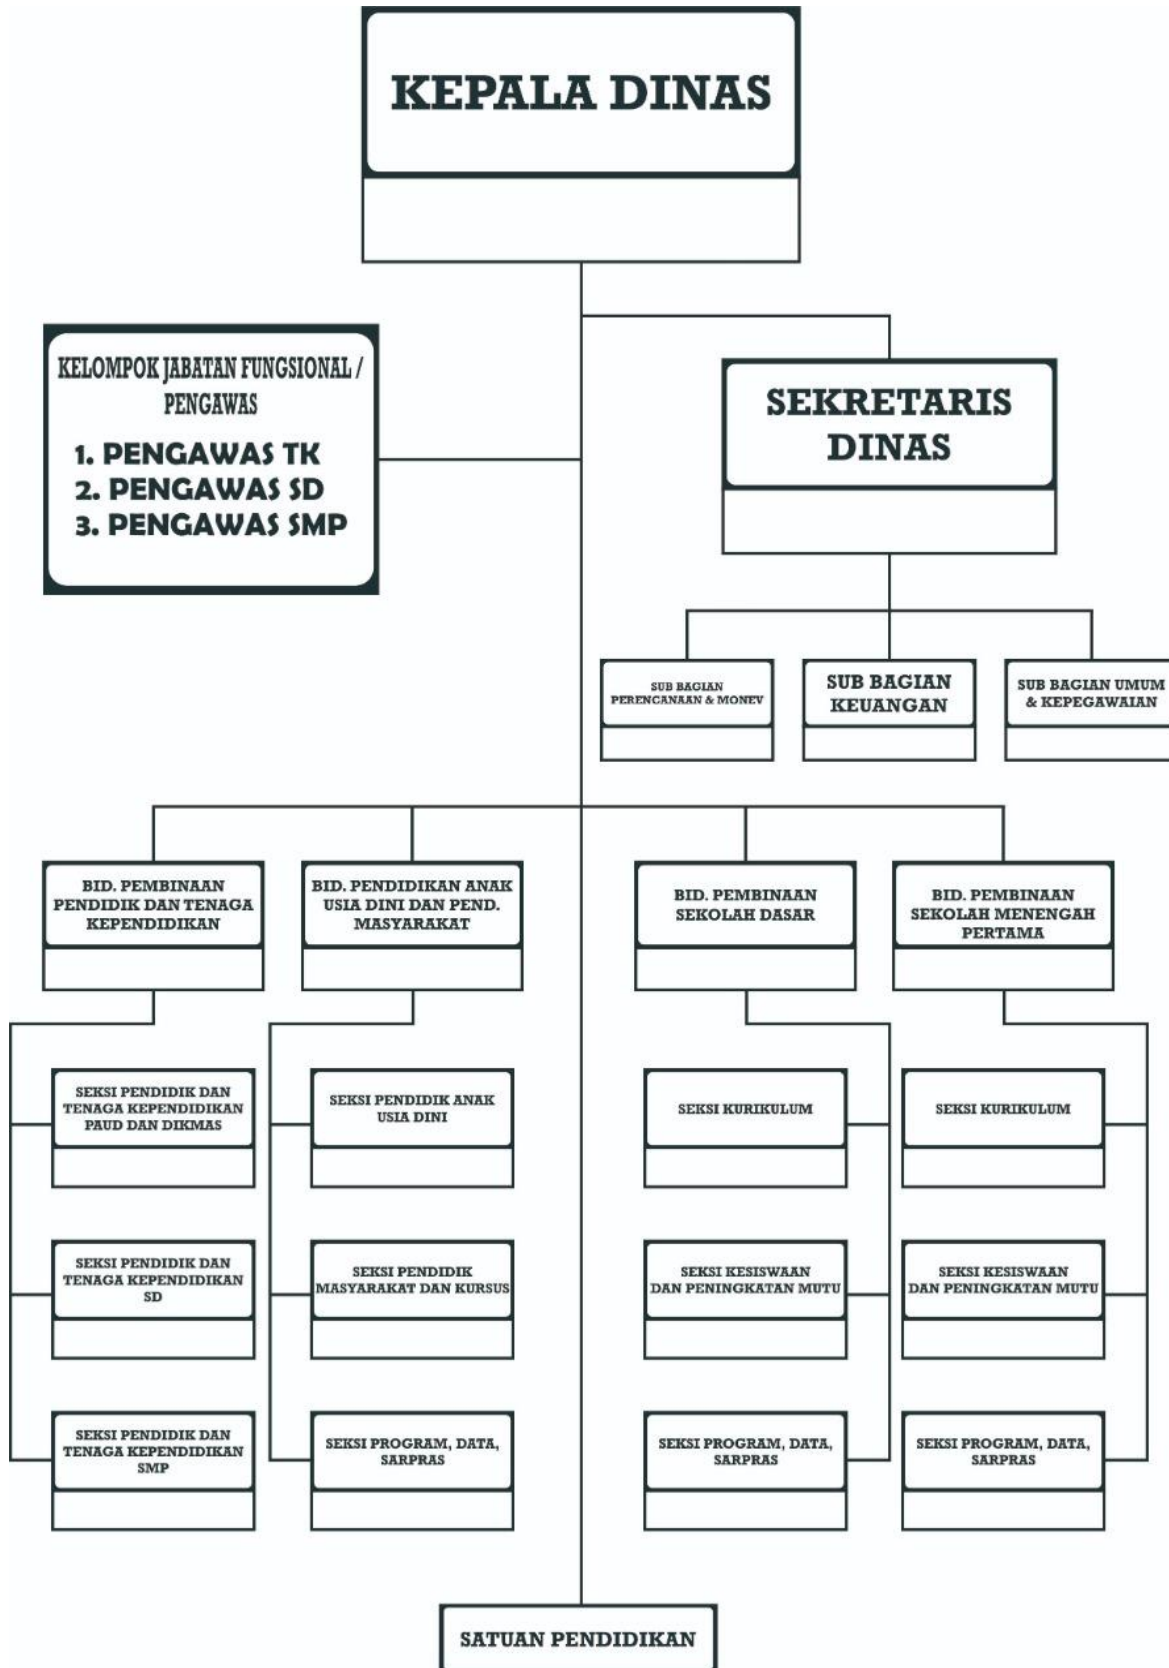 KEPALA DINAS
KELOMPOK JABATAN FUNGSIONAL /
PENGAWAS
1. PENGAWAS TK
2. PENGAWAS SD
3. PENGAWAS SMP
SEKRETARIS
DINAS
SUB BAGIAN
PERENCANAAN & MONEV
SUB BAGIAN
KEUANGAN
SUB BAGIAN UMUM
& KEPEGAWAIAN
BID. PEMBINAAN
PENDIDIK DAN TENAGA
KEPENDIDIKAN
BID. PENDIDIKAN ANAK
USIA DINI DAN PEND.
MASYARAKAT
BID. PEMBINAAN
SEKOLAH DASAR
BID. PEMBINAAN
SEKOLAH MENENGAH
PERTAMA
SEKSI PENDIDIK DAN
TENAGA KEPENDIDIKAN
PAUD DAN DIKMAS
SEKSI PENDIDIK ANAK
USIA DINI
SEKSI KURIKULUM
SEKSI KURIKULUM
SEKSI PENDIDIK DAN
TENAGA KEPENDIDIKAN
SD
SEKSI PENDIDIK
MASYARAKAT DAN KURSUS
SEKSI KESISWAAN
DAN PENINGKATAN MUTU
SEKSI KESISWAAN
DAN PENINGKATAN MUTU
SEKSI PENDIDIK DAN
TENAGA KEPENDIDIKAN
SMP
SEKSI PROGRAM, DATA,
SARPRAS
SEKSI PROGRAM, DATA,
SARPRAS
SEKSI PROGRAM, DATA,
SARPRAS
SATUAN PENDIDIKAN